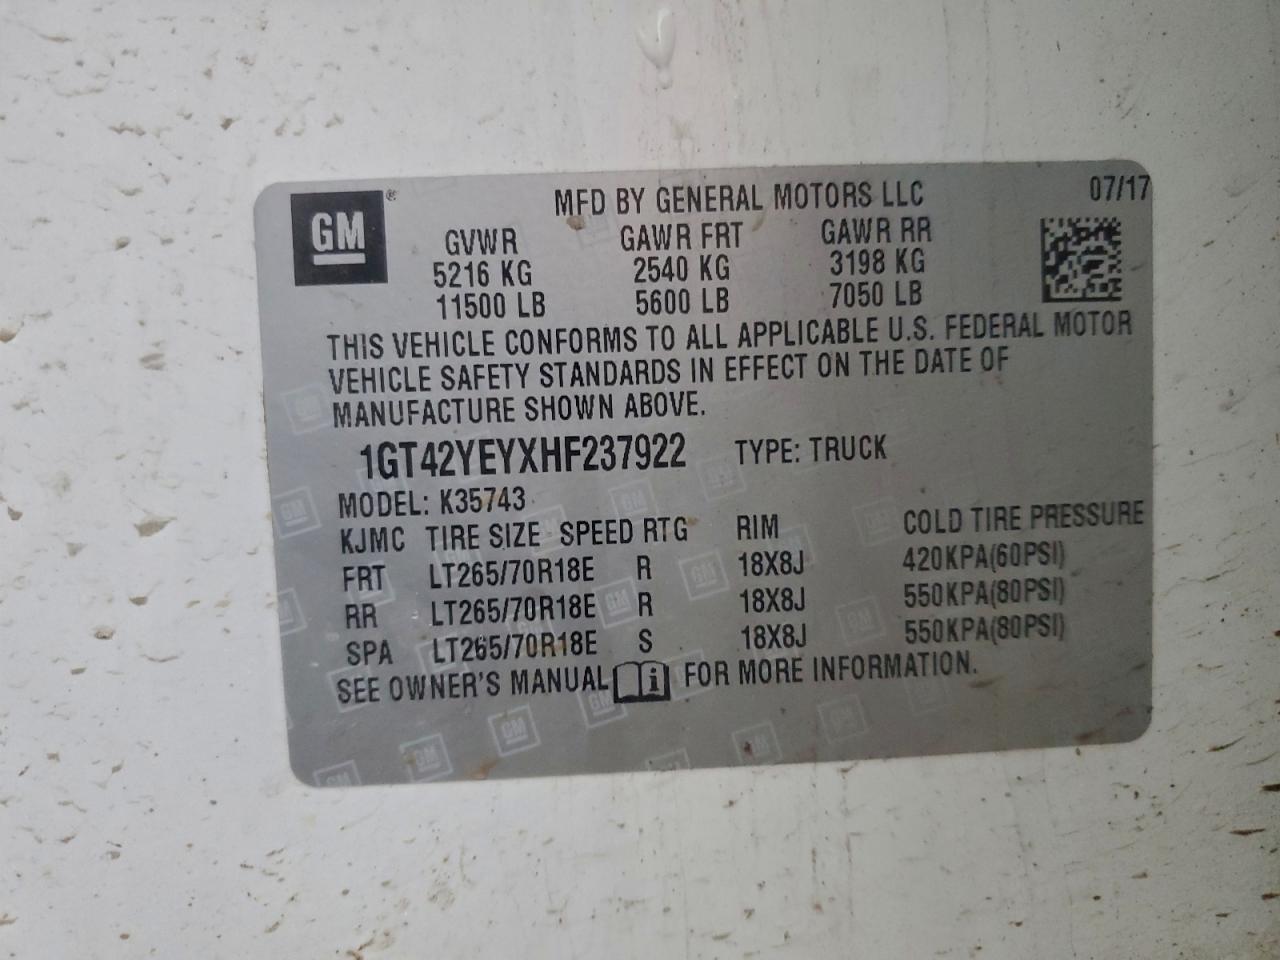 GM ®
MFD BY GENERAL MOTORS LLC 07/17
GVWR GAWR FRT GAWR RR
5216 KG 2540 KG 3198 KG
11500 LB 5600 LB 7050 LB
THIS VEHICLE CONFORMS TO ALL APPLICABLE U.S. FEDERAL MOTOR
VEHICLE SAFETY STANDARDS IN EFFECT ON THE DATE OF
MANUFACTURE SHOWN ABOVE.
1GT42YEYXHF237922 TYPE: TRUCK
MODEL: K35743
KJMC TIRE SIZE SPEED RTG RIM COLD TIRE PRESSURE
FRT LT265/70R18E R 18X8J 420KPA(60PSI)
RR LT265/70R18E R 18X8J 550KPA(80PSI)
SPA LT265/70R18E S 18X8J 550KPA(80PSI)
SEE OWNER'S MANUAL i FOR MORE INFORMATION.